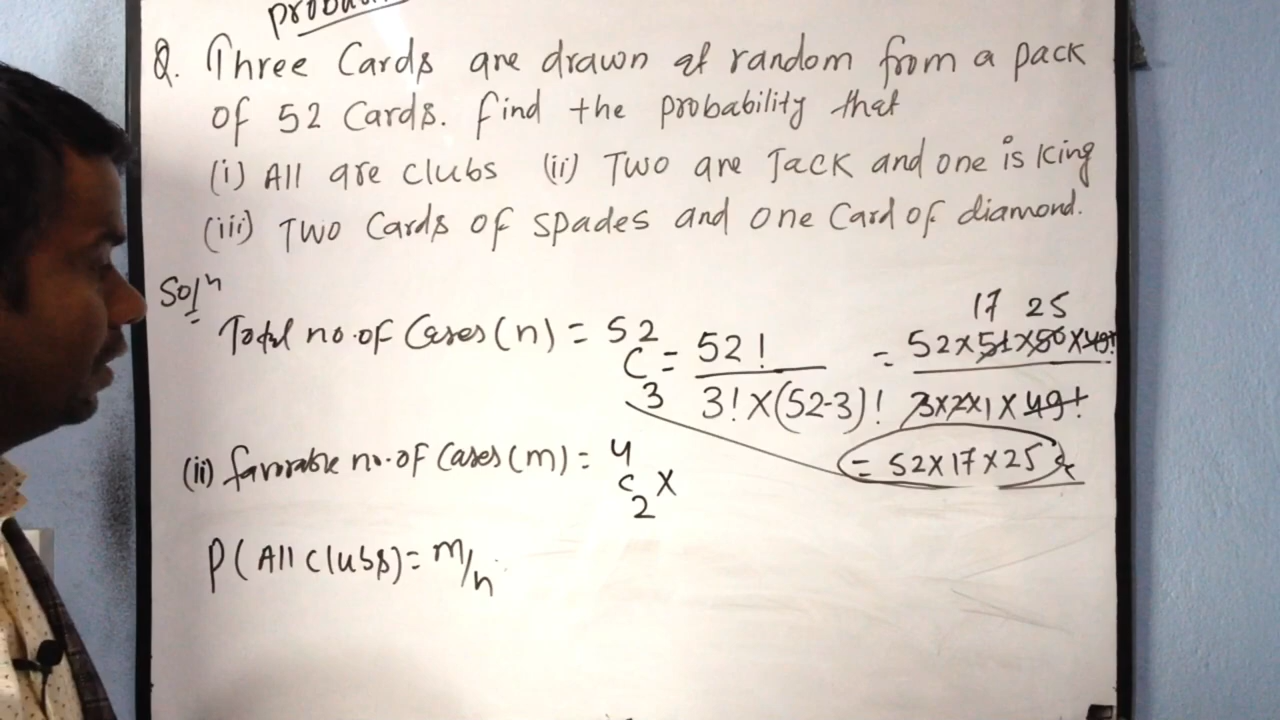 Q. Three Cards are drawn at random from a pack
of 52 Cards. find the probability that
(i) All are clubs (ii) Two are Jack and one is King
(iii) Two Cards of spades and one Card of diamond.
Soln
17 25
Total no.of Cases(n) = 52C3 = 52! / 3!×(52-3)! = 52×51×50×49! / 3×2×1×49!
= 52×17×25
(ii) favorable no.of Cases(m) = 4C2 ×
P(All clubs) = m/n